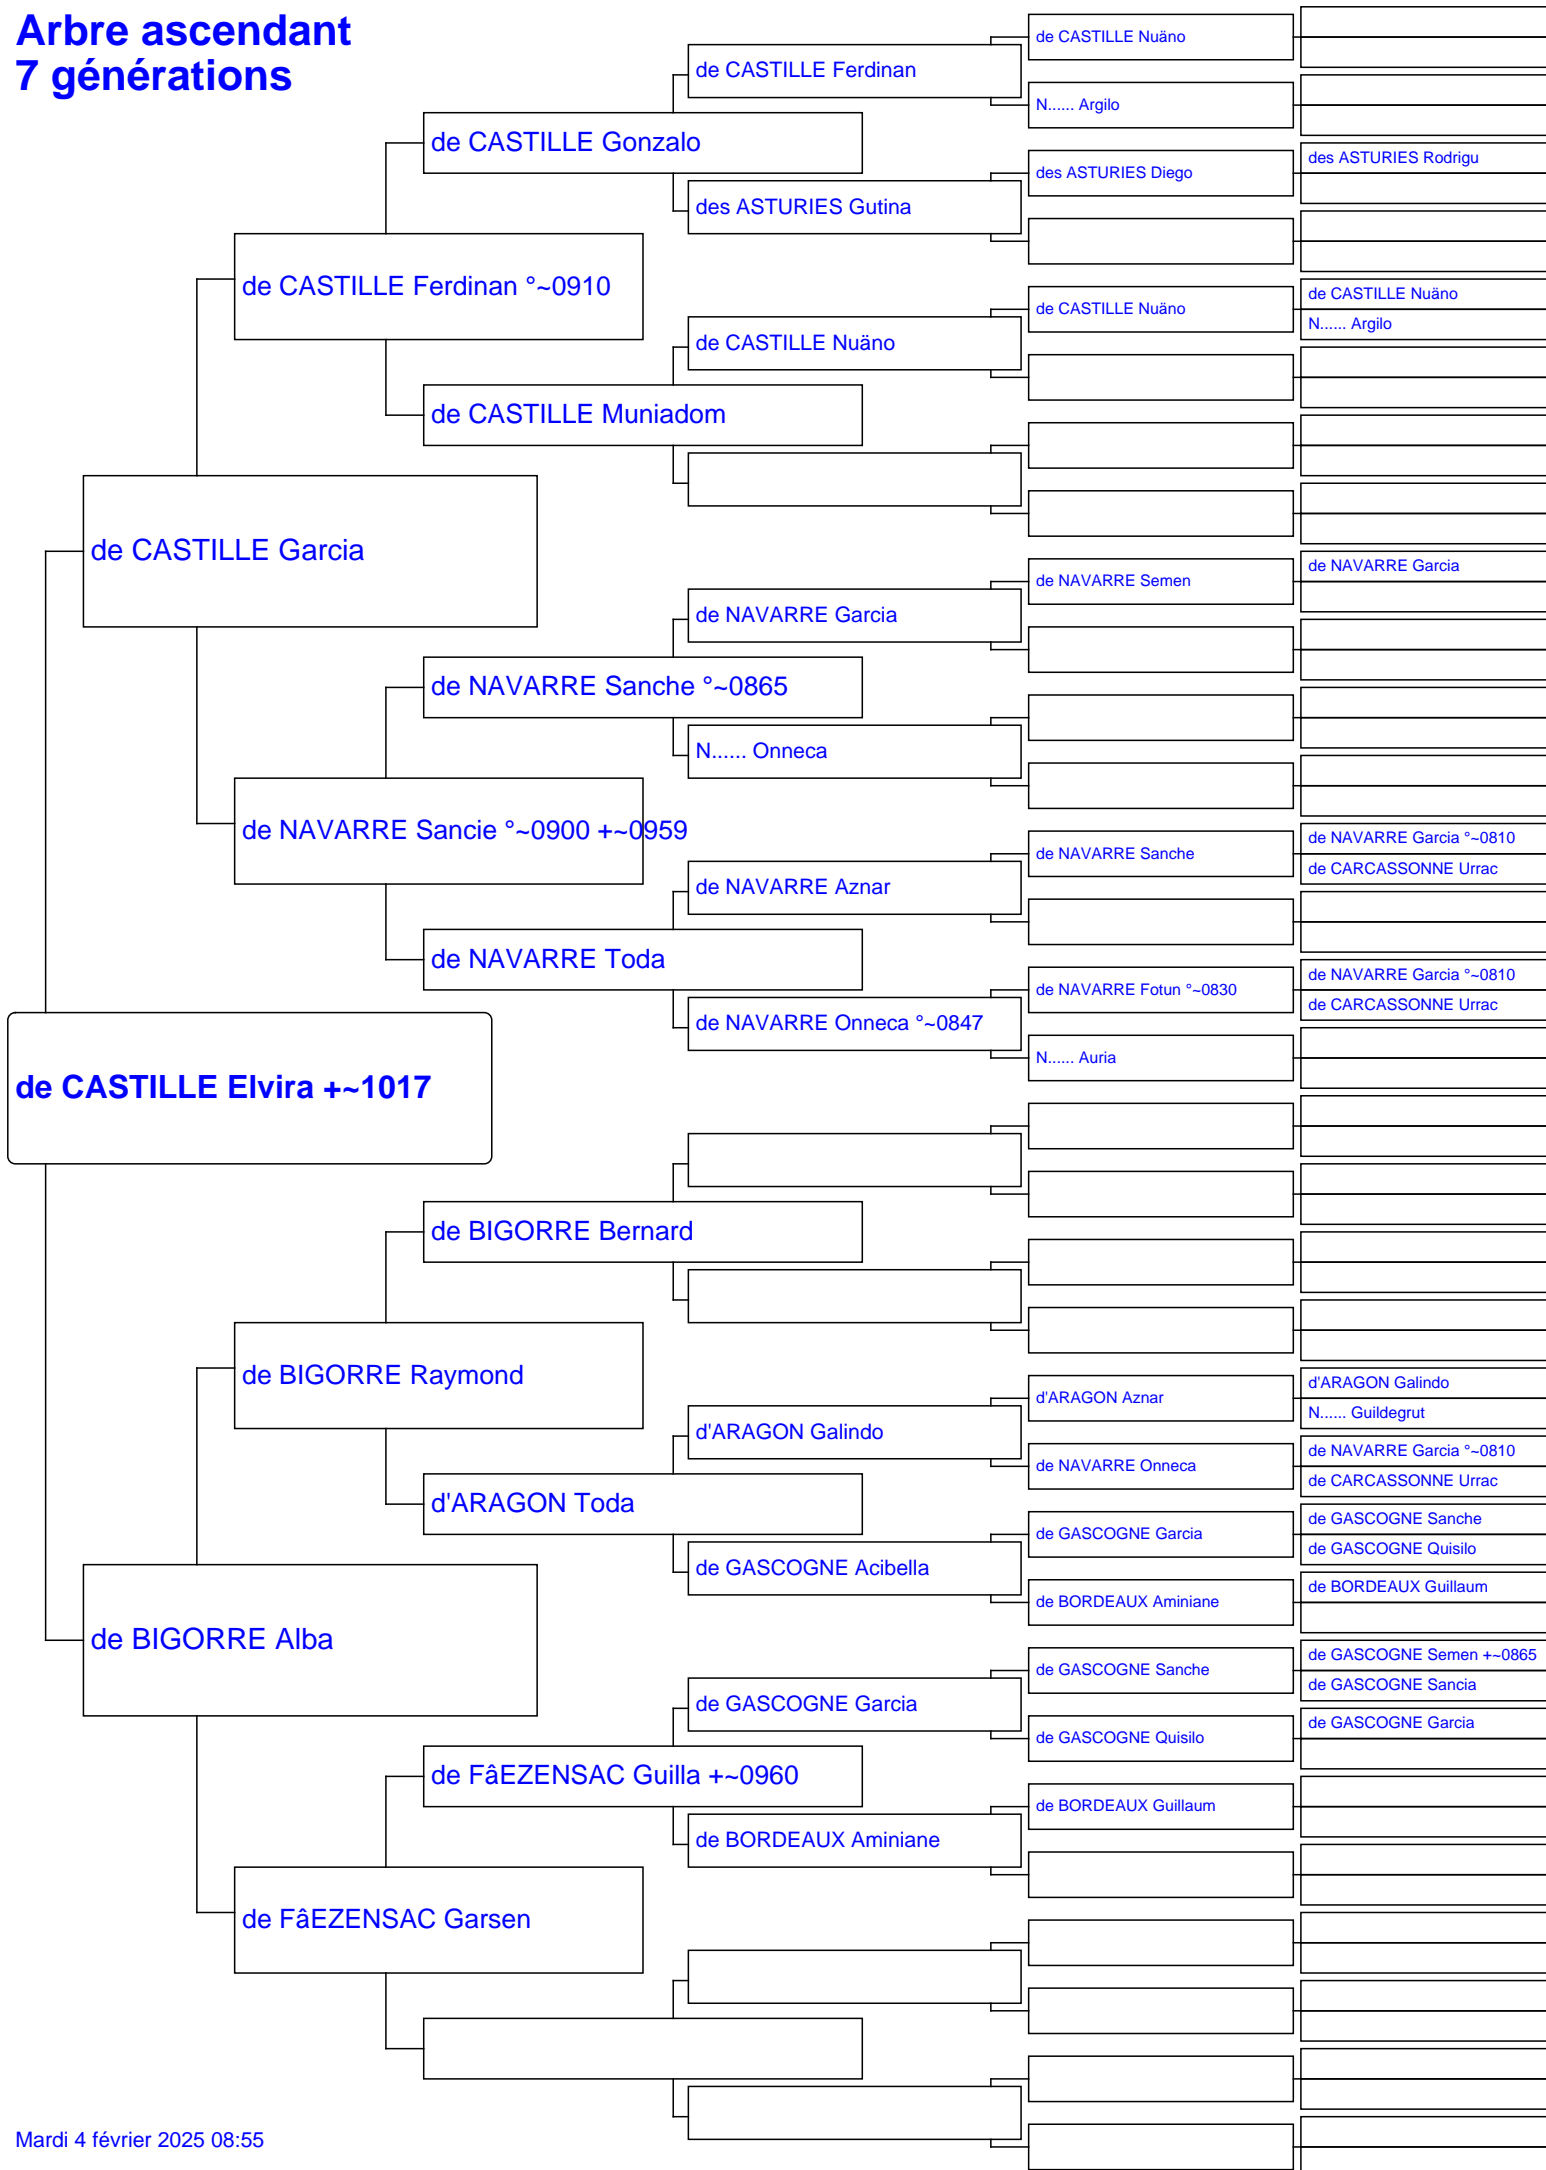 Arbre ascendant
7 générations
de CASTILLE Nuäno
de CASTILLE Ferdinan
N...... Argilo
de CASTILLE Gonzalo
des ASTURIES Rodrigu
des ASTURIES Diego
des ASTURIES Gutina
de CASTILLE Ferdinan °~0910
de CASTILLE Nuäno
de CASTILLE Nuäno
N...... Argilo
de CASTILLE Nuäno
de CASTILLE Muniadom
de CASTILLE Garcia
de NAVARRE Garcia
de NAVARRE Semen
de NAVARRE Garcia
de NAVARRE Sanche °~0865
N...... Onneca
de NAVARRE Sancie °~0900 +~0959
de NAVARRE Garcia °~0810
de NAVARRE Sanche
de CARCASSONNE Urrac
de NAVARRE Aznar
de NAVARRE Toda
de NAVARRE Garcia °~0810
de NAVARRE Fotun °~0830
de CARCASSONNE Urrac
de NAVARRE Onneca °~0847
N...... Auria
de CASTILLE Elvira +~1017
de BIGORRE Bernard
de BIGORRE Raymond
d'ARAGON Galindo
d'ARAGON Aznar
N...... Guildegrut
d'ARAGON Galindo
de NAVARRE Garcia °~0810
de NAVARRE Onneca
de CARCASSONNE Urrac
d'ARAGON Toda
de GASCOGNE Sanche
de GASCOGNE Garcia
de GASCOGNE Quisilo
de GASCOGNE Acibella
de BORDEAUX Guillaum
de BORDEAUX Aminiane
de BIGORRE Alba
de GASCOGNE Semen +~0865
de GASCOGNE Sanche
de GASCOGNE Sancia
de GASCOGNE Garcia
de GASCOGNE Garcia
de GASCOGNE Quisilo
de FâEZENSAC Guilla +~0960
de BORDEAUX Guillaum
de BORDEAUX Aminiane
de FâEZENSAC Garsen
Mardi 4 février 2025 08:55